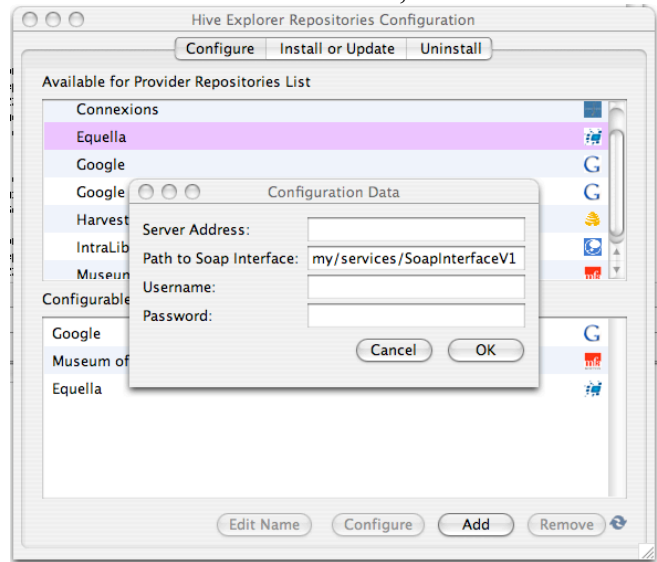 Hive Explorer Repositories Configuration
Configure Install or Update Uninstall
Available for Provider Repositories List
Connexions
Equella
Google G
Google G
Harvest
IntraLib
Museum
Configurable
Configuration Data
Server Address:
Path to Soap Interface: my/services/SoapInterfaceV1
Username:
Password:
Cancel OK
Google G
Museum of mfa
Equella
Edit Name Configure Add Remove